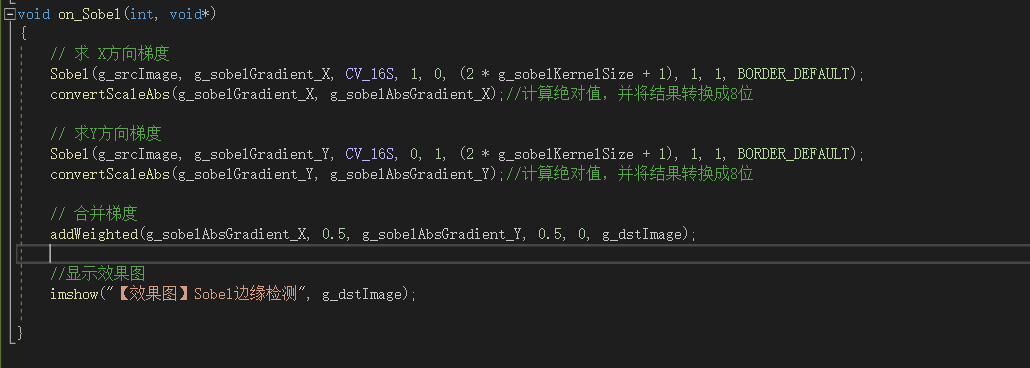 void on_Sobel(int, void*)
{
// 求 X方向梯度
Sobel(g_srcImage, g_sobelGradient_X, CV_16S, 1, 0, (2 * g_sobelKernelSize + 1), 1, 1, BORDER_DEFAULT);
convertScaleAbs(g_sobelGradient_X, g_sobelAbsGradient_X);//计算绝对值，并将结果转换成8位
// 求Y方向梯度
Sobel(g_srcImage, g_sobelGradient_Y, CV_16S, 0, 1, (2 * g_sobelKernelSize + 1), 1, 1, BORDER_DEFAULT);
convertScaleAbs(g_sobelGradient_Y, g_sobelAbsGradient_Y);//计算绝对值，并将结果转换成8位
// 合并梯度
addWeighted(g_sobelAbsGradient_X, 0.5, g_sobelAbsGradient_Y, 0.5, 0, g_dstImage);
//显示效果图
imshow("【效果图】Sobel边缘检测", g_dstImage);
}